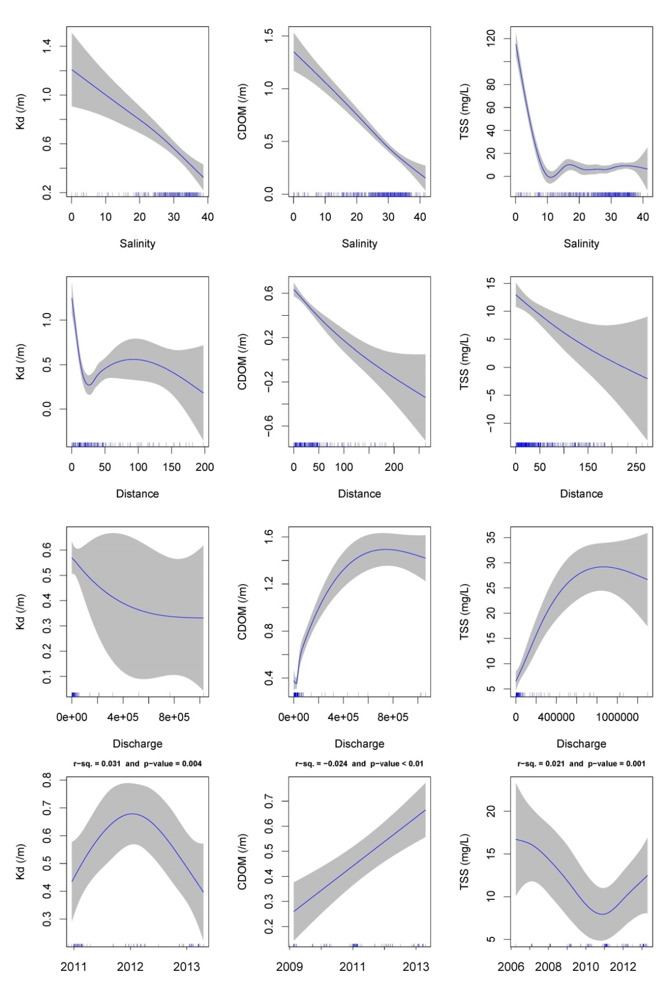 Kd (/m)
1.4
1.0
0.6
0.2
0 10 20 30 40
Salinity
CDOM (/m)
1.5
1.0
0.5
0.0
0 10 20 30 40
Salinity
TSS (mg/L)
120
80
60
40
20
0
0 10 20 30 40
Salinity
Kd (/m)
1.0
0.5
0.0
0 50 100 150 200
Distance
CDOM (/m)
0.6
0.2
−0.2
−0.6
0 50 100 200
Distance
TSS (mg/L)
15
10
5
0
−5
−10
0 50 150 250
Distance
Kd (/m)
0.6
0.5
0.4
0.3
0.2
0.1
0e+00 4e+05 8e+05
Discharge
CDOM (/m)
1.6
1.2
0.8
0.4
0e+00 4e+05 8e+05
Discharge
TSS (mg/L)
35
30
25
20
15
10
5
0 400000 1000000
Discharge
r−sq. = 0.031 and p−value = 0.004
Kd (/m)
0.8
0.7
0.6
0.5
0.4
0.3
2011 2012 2013
r−sq. = −0.024 and p−value < 0.01
CDOM (/m)
0.7
0.6
0.5
0.4
0.3
0.2
2009 2011 2013
r−sq. = 0.021 and p−value = 0.001
TSS (mg/L)
20
15
10
5
2006 2008 2010 2012